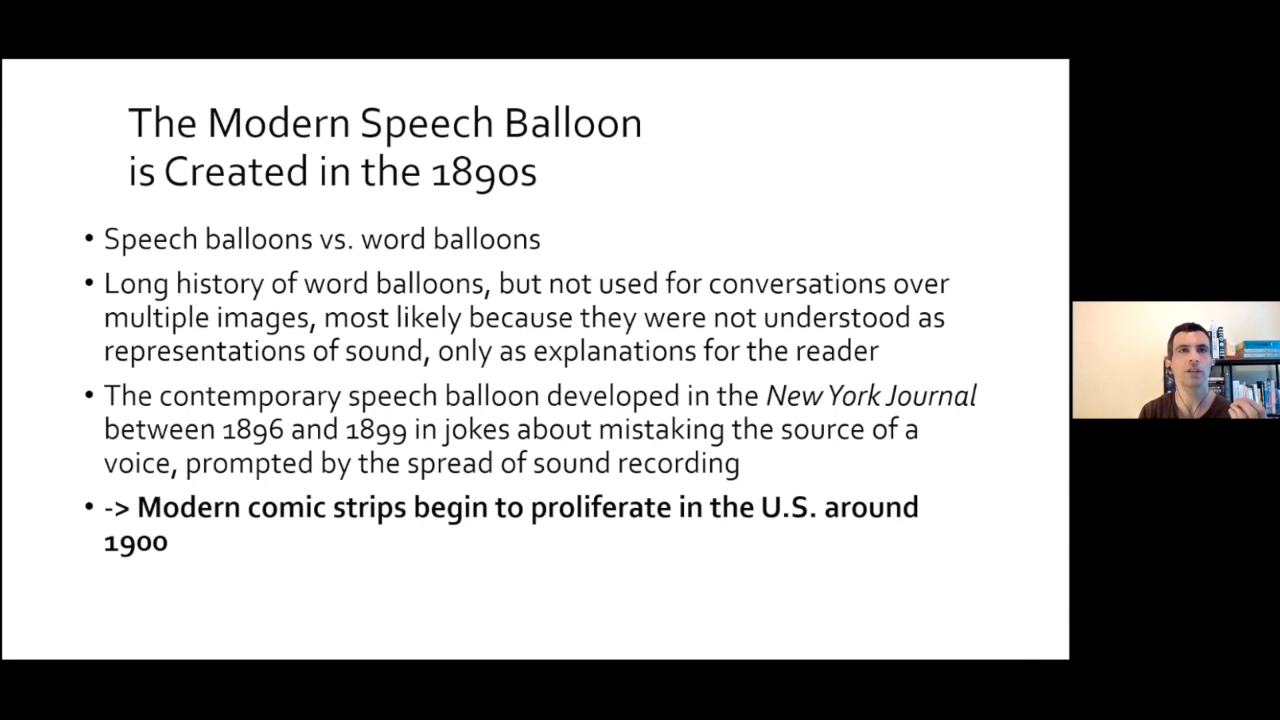 The Modern Speech Balloon
is Created in the 1890s
• Speech balloons vs. word balloons
• Long history of word balloons, but not used for conversations over
multiple images, most likely because they were not understood as
representations of sound, only as explanations for the reader
• The contemporary speech balloon developed in the New York Journal
between 1896 and 1899 in jokes about mistaking the source of a
voice, prompted by the spread of sound recording
• -> Modern comic strips begin to proliferate in the U.S. around
1900